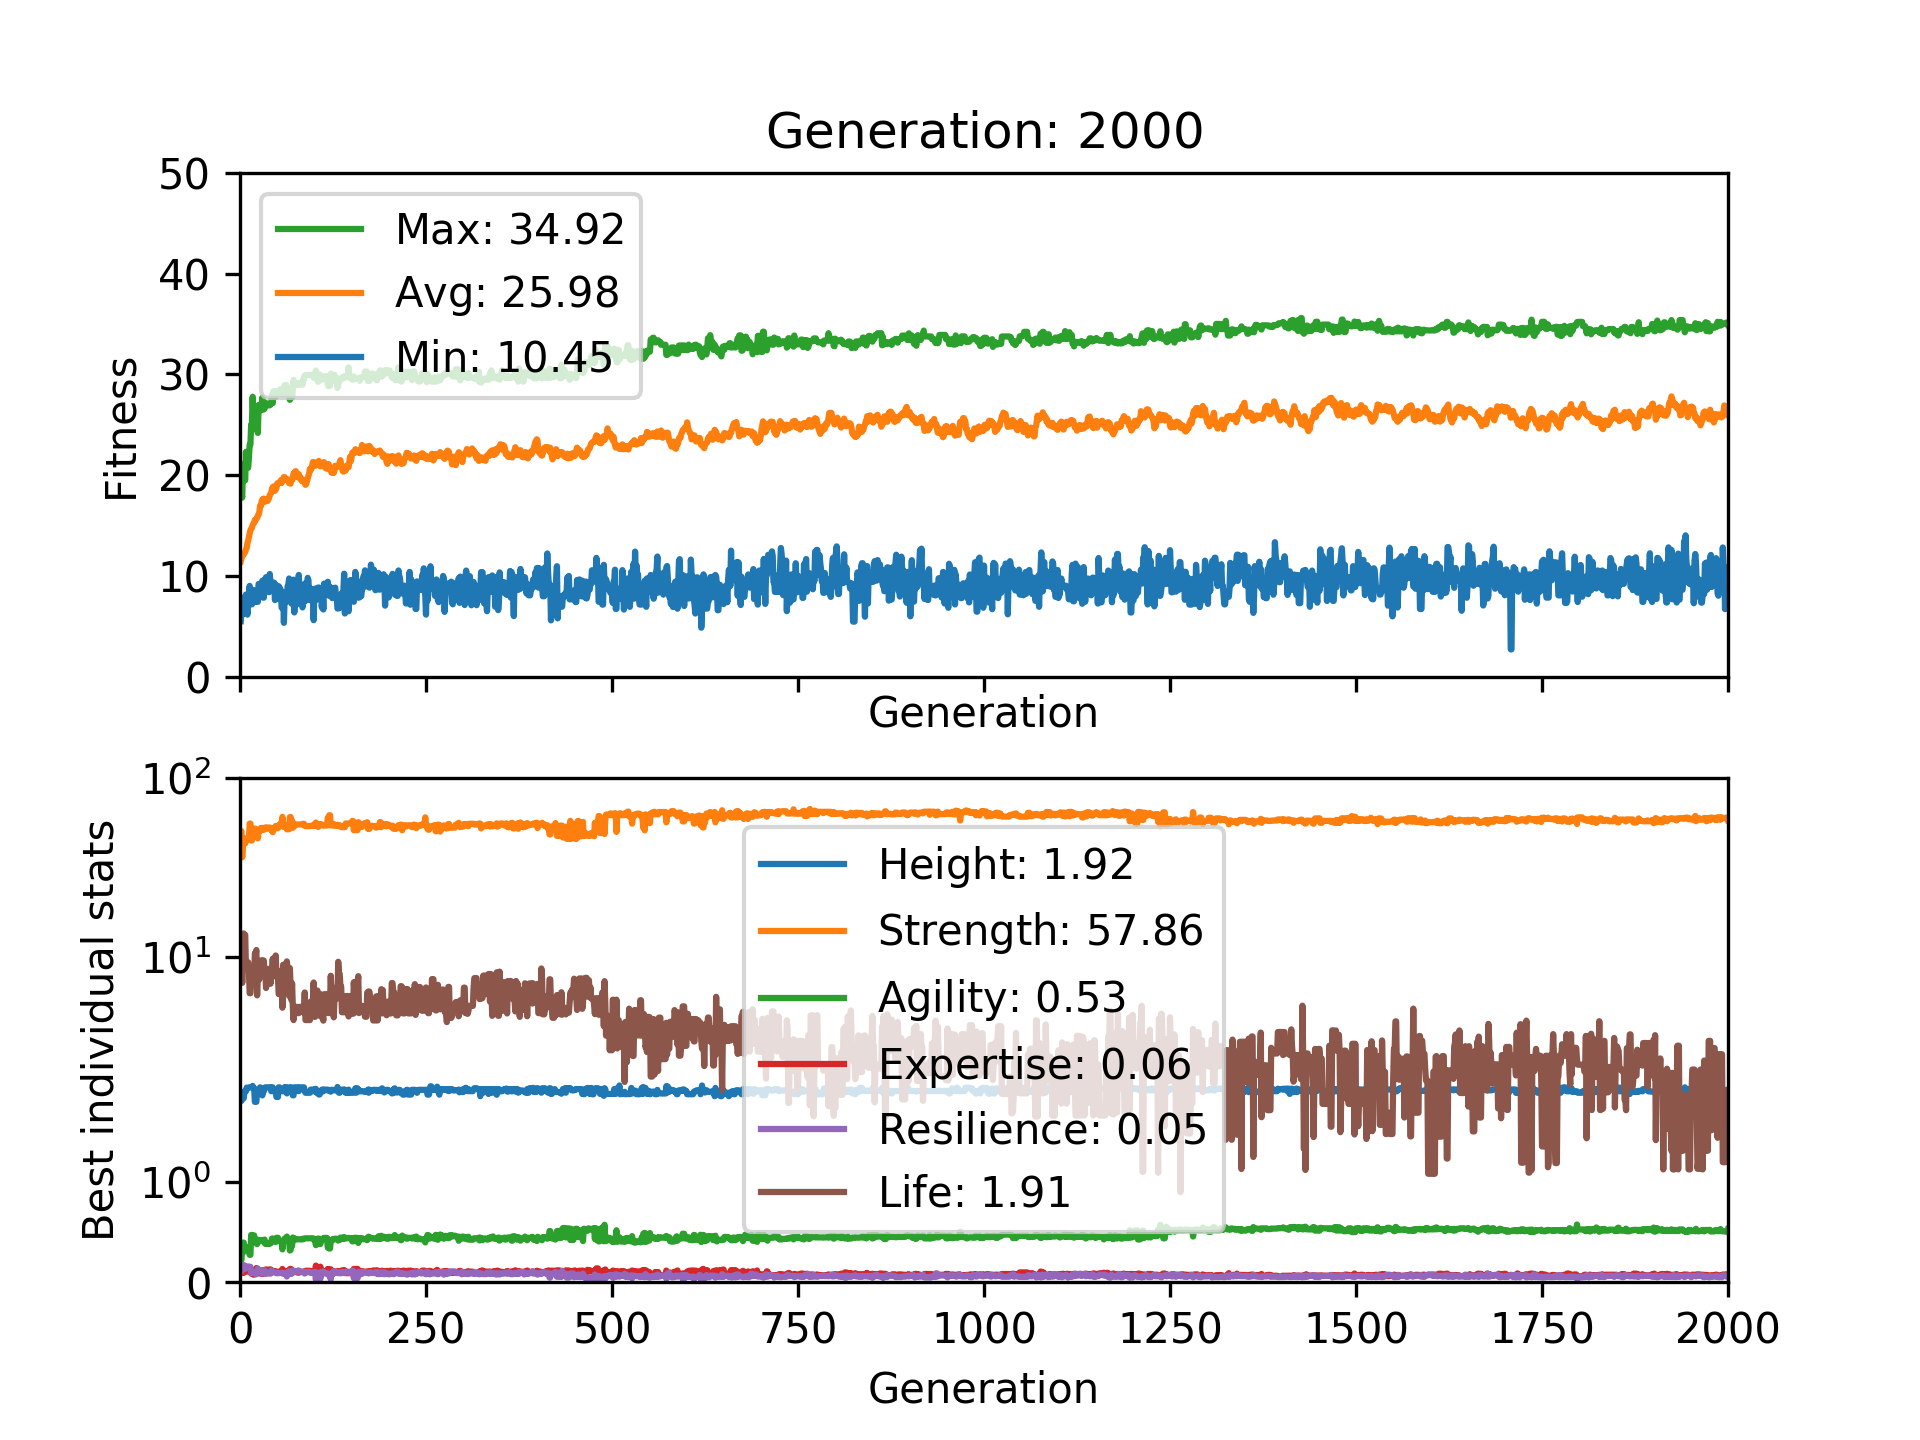 Generation: 2000
50
40
30
20
10
0
Fitness
Max: 34.92
Avg: 25.98
Min: 10.45
Generation
10²
10¹
10⁰
0
Best individual stats
Height: 1.92
Strength: 57.86
Agility: 0.53
Expertise: 0.06
Resilience: 0.05
Life: 1.91
0 250 500 750 1000 1250 1500 1750 2000
Generation